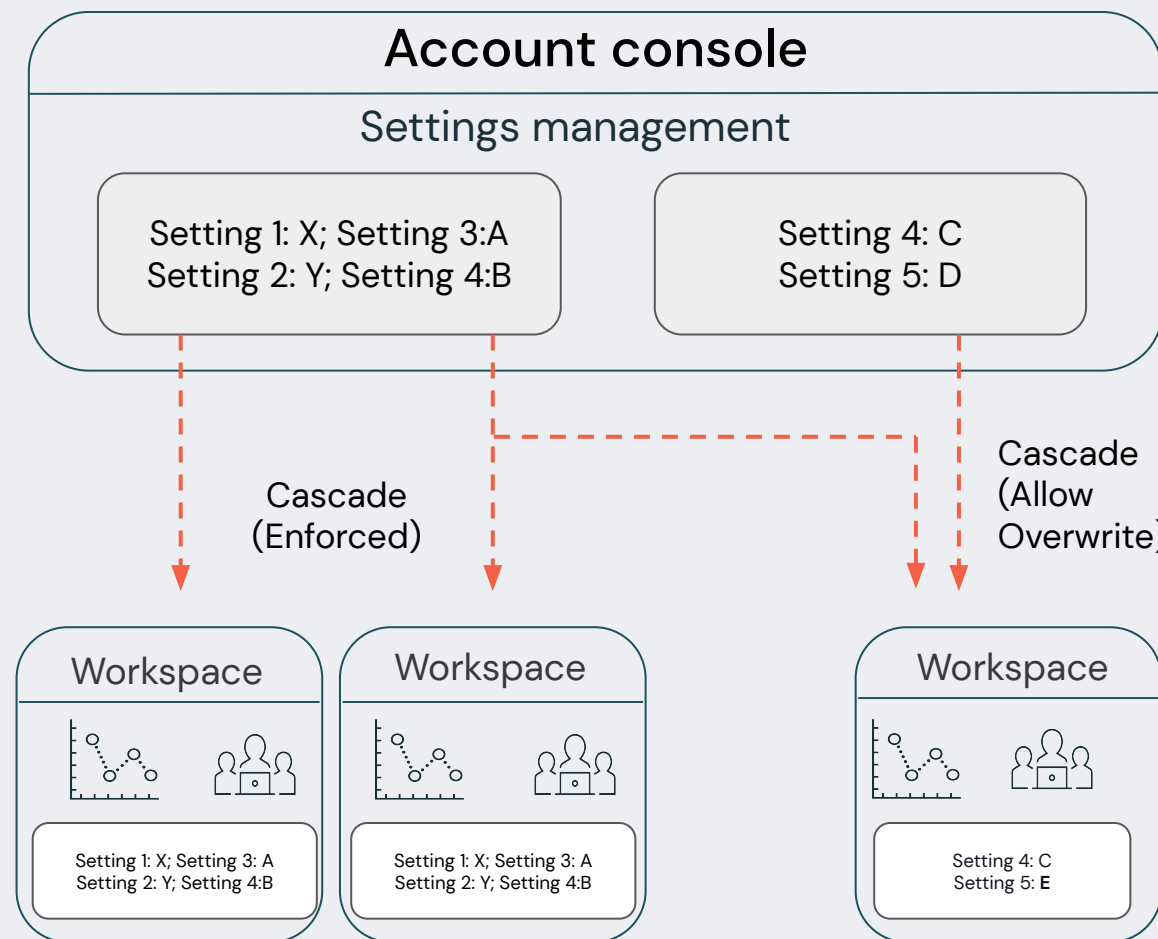 Account console
Settings management
Setting 1: X; Setting 3:A
Setting 2: Y; Setting 4:B
Setting 4: C
Setting 5: D
Cascade
(Enforced)
Cascade
(Allow
Overwrite)
Workspace
Setting 1: X; Setting 3: A
Setting 2: Y; Setting 4:B
Workspace
Setting 1: X; Setting 3: A
Setting 2: Y; Setting 4:B
Workspace
Setting 4: C
Setting 5: E